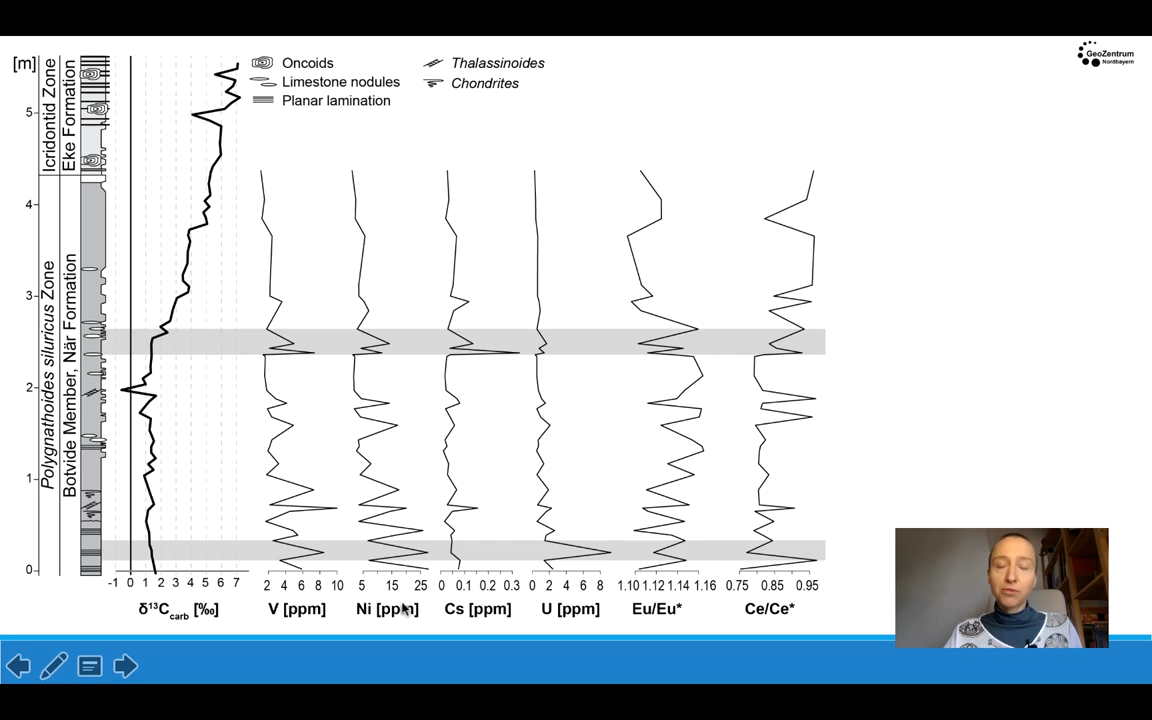 [m]
Icridontid Zone
Eke Formation
Polygnathoides siluricus Zone
Botvide Member, När Formation
Oncoids
Limestone nodules
Planar lamination
Thalassinoides
Chondrites
GeoZentrum
Nordbayern
5
4
3
2
1
0
-1 0 1 2 3 4 5 6 7
2 4 6 8 10
5 15 25
0 0.1 0.2 0.3
0 2 4 6 8
1.10 1.12 1.14 1.16
0.75 0.85 0.95
δ¹³Ccarb [‰]
V [ppm]
Ni [ppm]
Cs [ppm]
U [ppm]
Eu/Eu*
Ce/Ce*